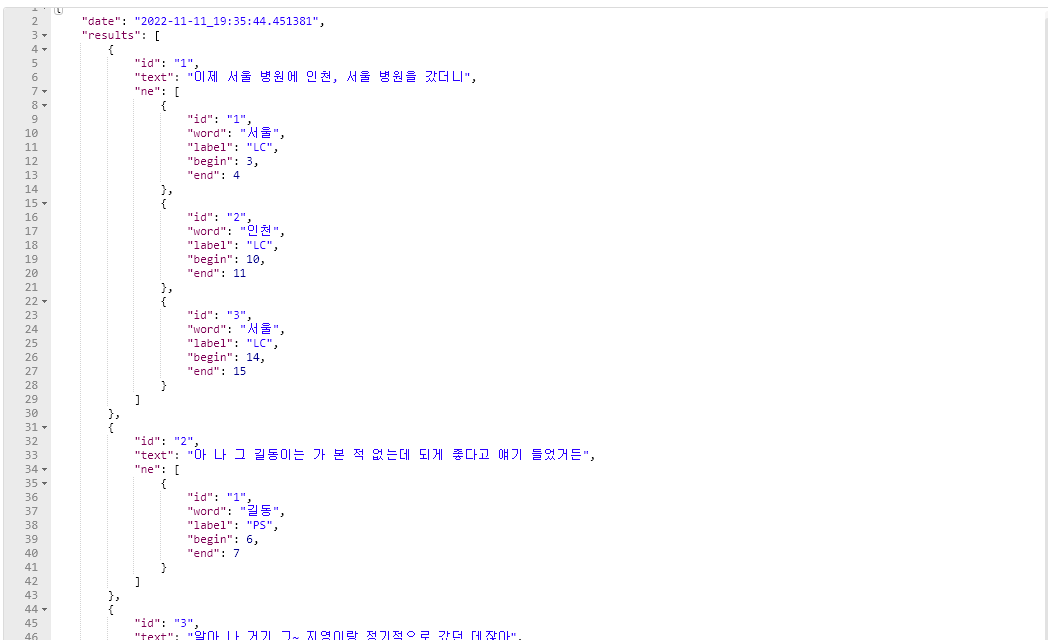 1 {
2 "date": "2022-11-11_19:35:44.451381",
3 "results": [
4 {
5 "id": "1",
6 "text": "이제 서울 병원에 인천, 서울 병원을 갔더니",
7 "ne": [
8 {
9 "id": "1",
10 "word": "서울",
11 "label": "LC",
12 "begin": 3,
13 "end": 4
14 },
15 {
16 "id": "2",
17 "word": "인천",
18 "label": "LC",
19 "begin": 10,
20 "end": 11
21 },
22 {
23 "id": "3",
24 "word": "서울",
25 "label": "LC",
26 "begin": 14,
27 "end": 15
28 }
29 ]
30 },
31 {
32 "id": "2",
33 "text": "아 나 그 길동이는 가 본 적 없는데 되게 좋다고 얘기 들었거든",
34 "ne": [
35 {
36 "id": "1",
37 "word": "길동",
38 "label": "PS",
39 "begin": 6,
40 "end": 7
41 }
42 ]
43 },
44 {
45 "id": "3",
46 "text": "알아 나 거기 그~ 지영이랑 정기적으로 갔던 데잖아",